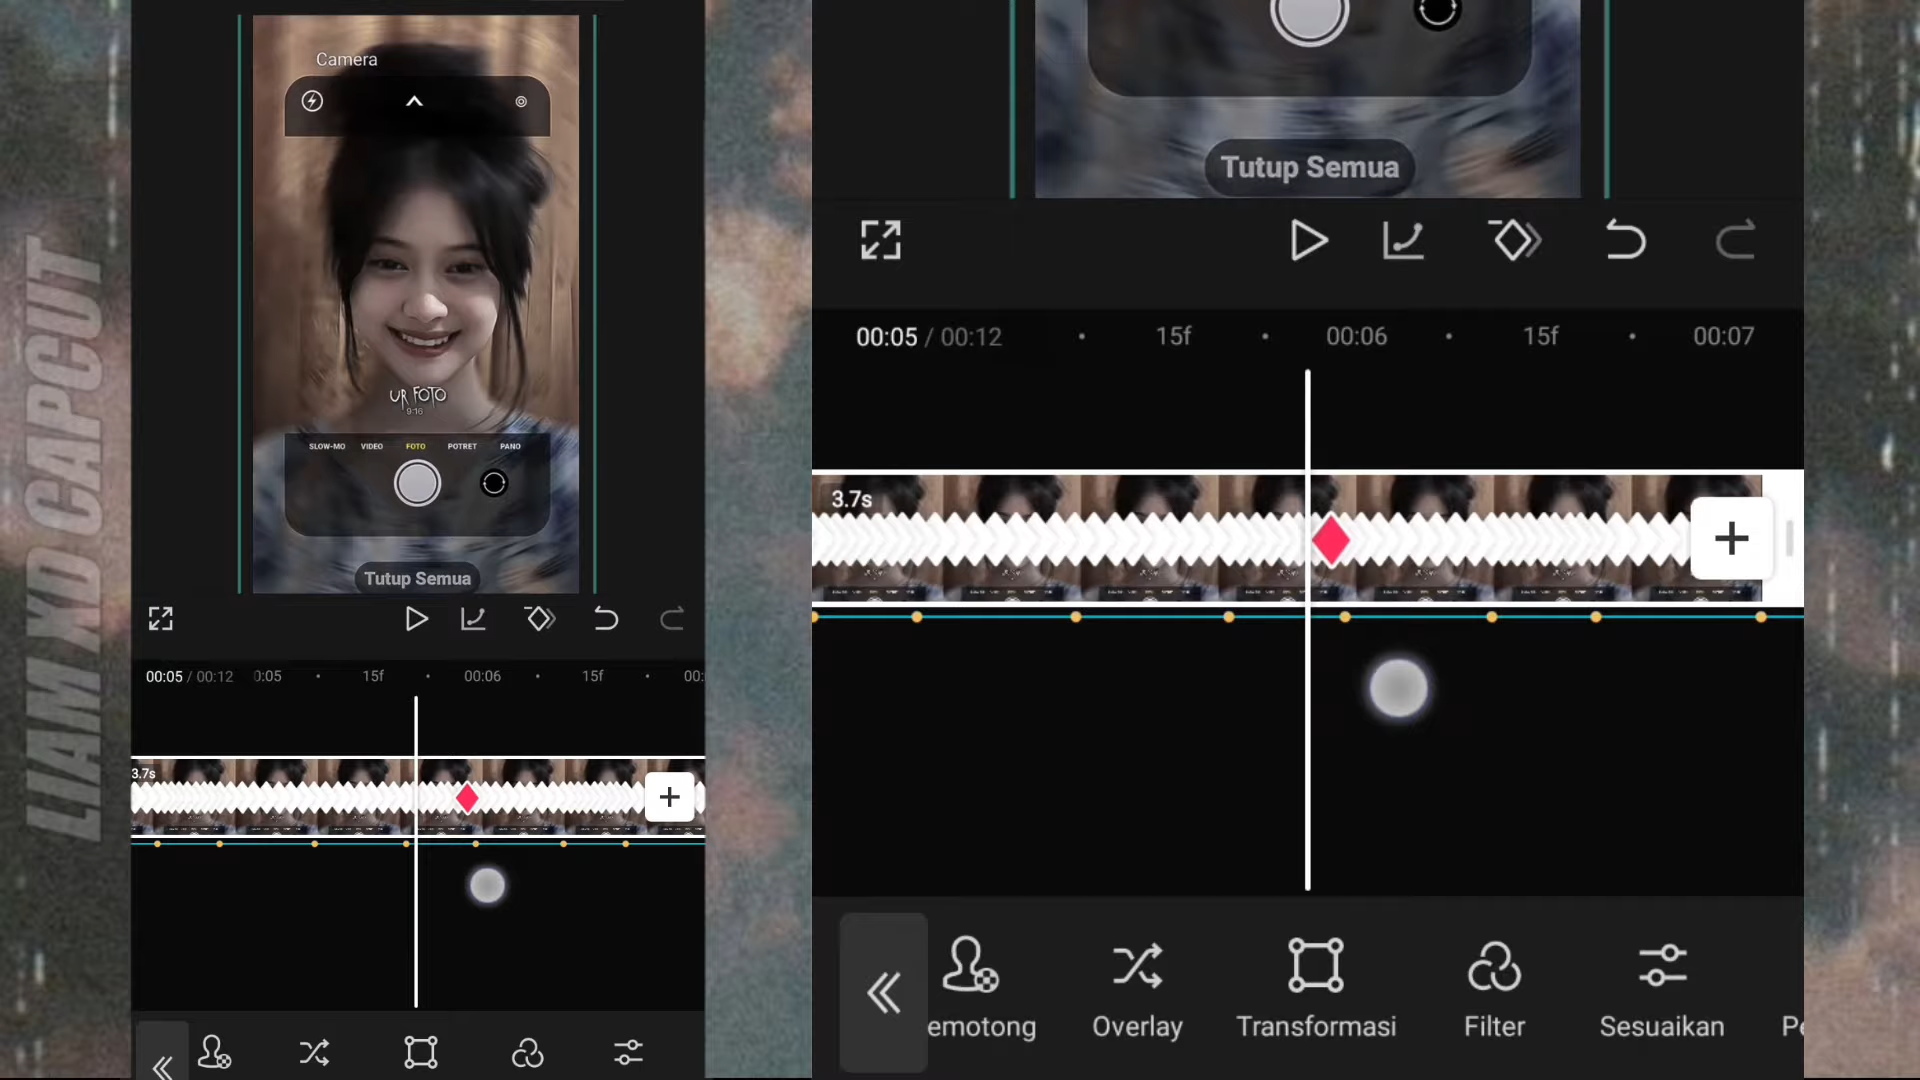 LIAM XD CAPCUT
Camera
UR FOTO
9:16
SLOW-MO VIDEO FOTO POTRET PANO
Tutup Semua
00:05 / 00:12 0:05 15f 00:06 15f 00:
3.7s
+
Tutup Semua
00:05 / 00:12 15f 00:06 15f 00:07
3.7s
+
emotong Overlay Transformasi Filter Sesuaikan Pe